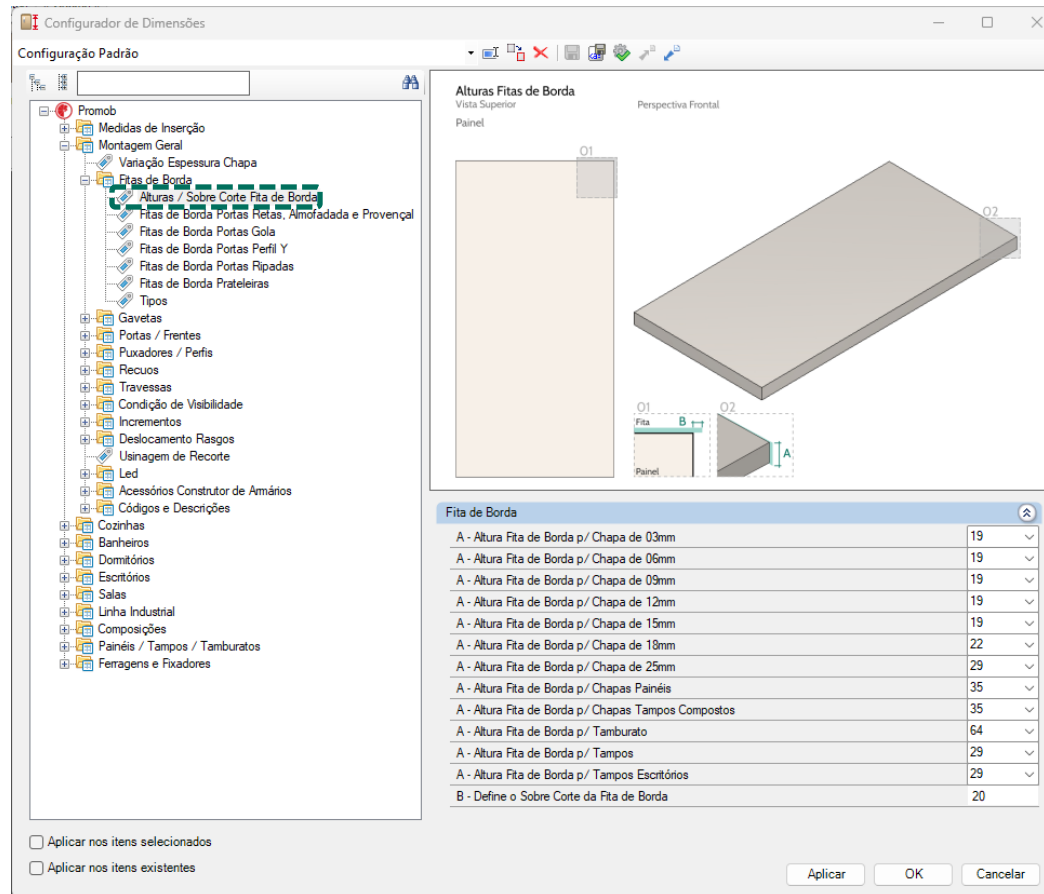 Configurador de Dimensões
Configuração Padrão
Promob
Medidas de Inserção
Montagem Geral
Variação Espessura Chapa
Fitas de Borda
Alturas / Sobre Corte Fita de Borda
Fitas de Borda Portas Retas, Almofadada e Provençal
Fitas de Borda Portas Gola
Fitas de Borda Portas Perfil Y
Fitas de Borda Portas Ripadas
Fitas de Borda Prateleiras
Tipos
Gavetas
Portas / Frentes
Puxadores / Perfis
Recuos
Travessas
Condição de Visibilidade
Incrementos
Deslocamento Rasgos
Usinagem de Recorte
Led
Acessórios Construtor de Armários
Códigos e Descrições
Cozinhas
Banheiros
Dormitórios
Escritórios
Salas
Linha Industrial
Composições
Painéis / Tampos / Tamburatos
Ferragens e Fixadores
Aplicar nos itens selecionados
Aplicar nos itens existentes
Alturas Fitas de Borda
Vista Superior Perspectiva Frontal
Painel
01
02
01 02
Fita B
A
Painel
Fita de Borda
A - Altura Fita de Borda p/ Chapa de 03mm 19
A - Altura Fita de Borda p/ Chapa de 06mm 19
A - Altura Fita de Borda p/ Chapa de 09mm 19
A - Altura Fita de Borda p/ Chapa de 12mm 19
A - Altura Fita de Borda p/ Chapa de 15mm 19
A - Altura Fita de Borda p/ Chapa de 18mm 22
A - Altura Fita de Borda p/ Chapa de 25mm 29
A - Altura Fita de Borda p/ Chapas Painéis 35
A - Altura Fita de Borda p/ Chapas Tampos Compostos 35
A - Altura Fita de Borda p/ Tamburato 64
A - Altura Fita de Borda p/ Tampos 29
A - Altura Fita de Borda p/ Tampos Escritórios 29
B - Define o Sobre Corte da Fita de Borda 20
Aplicar OK Cancelar